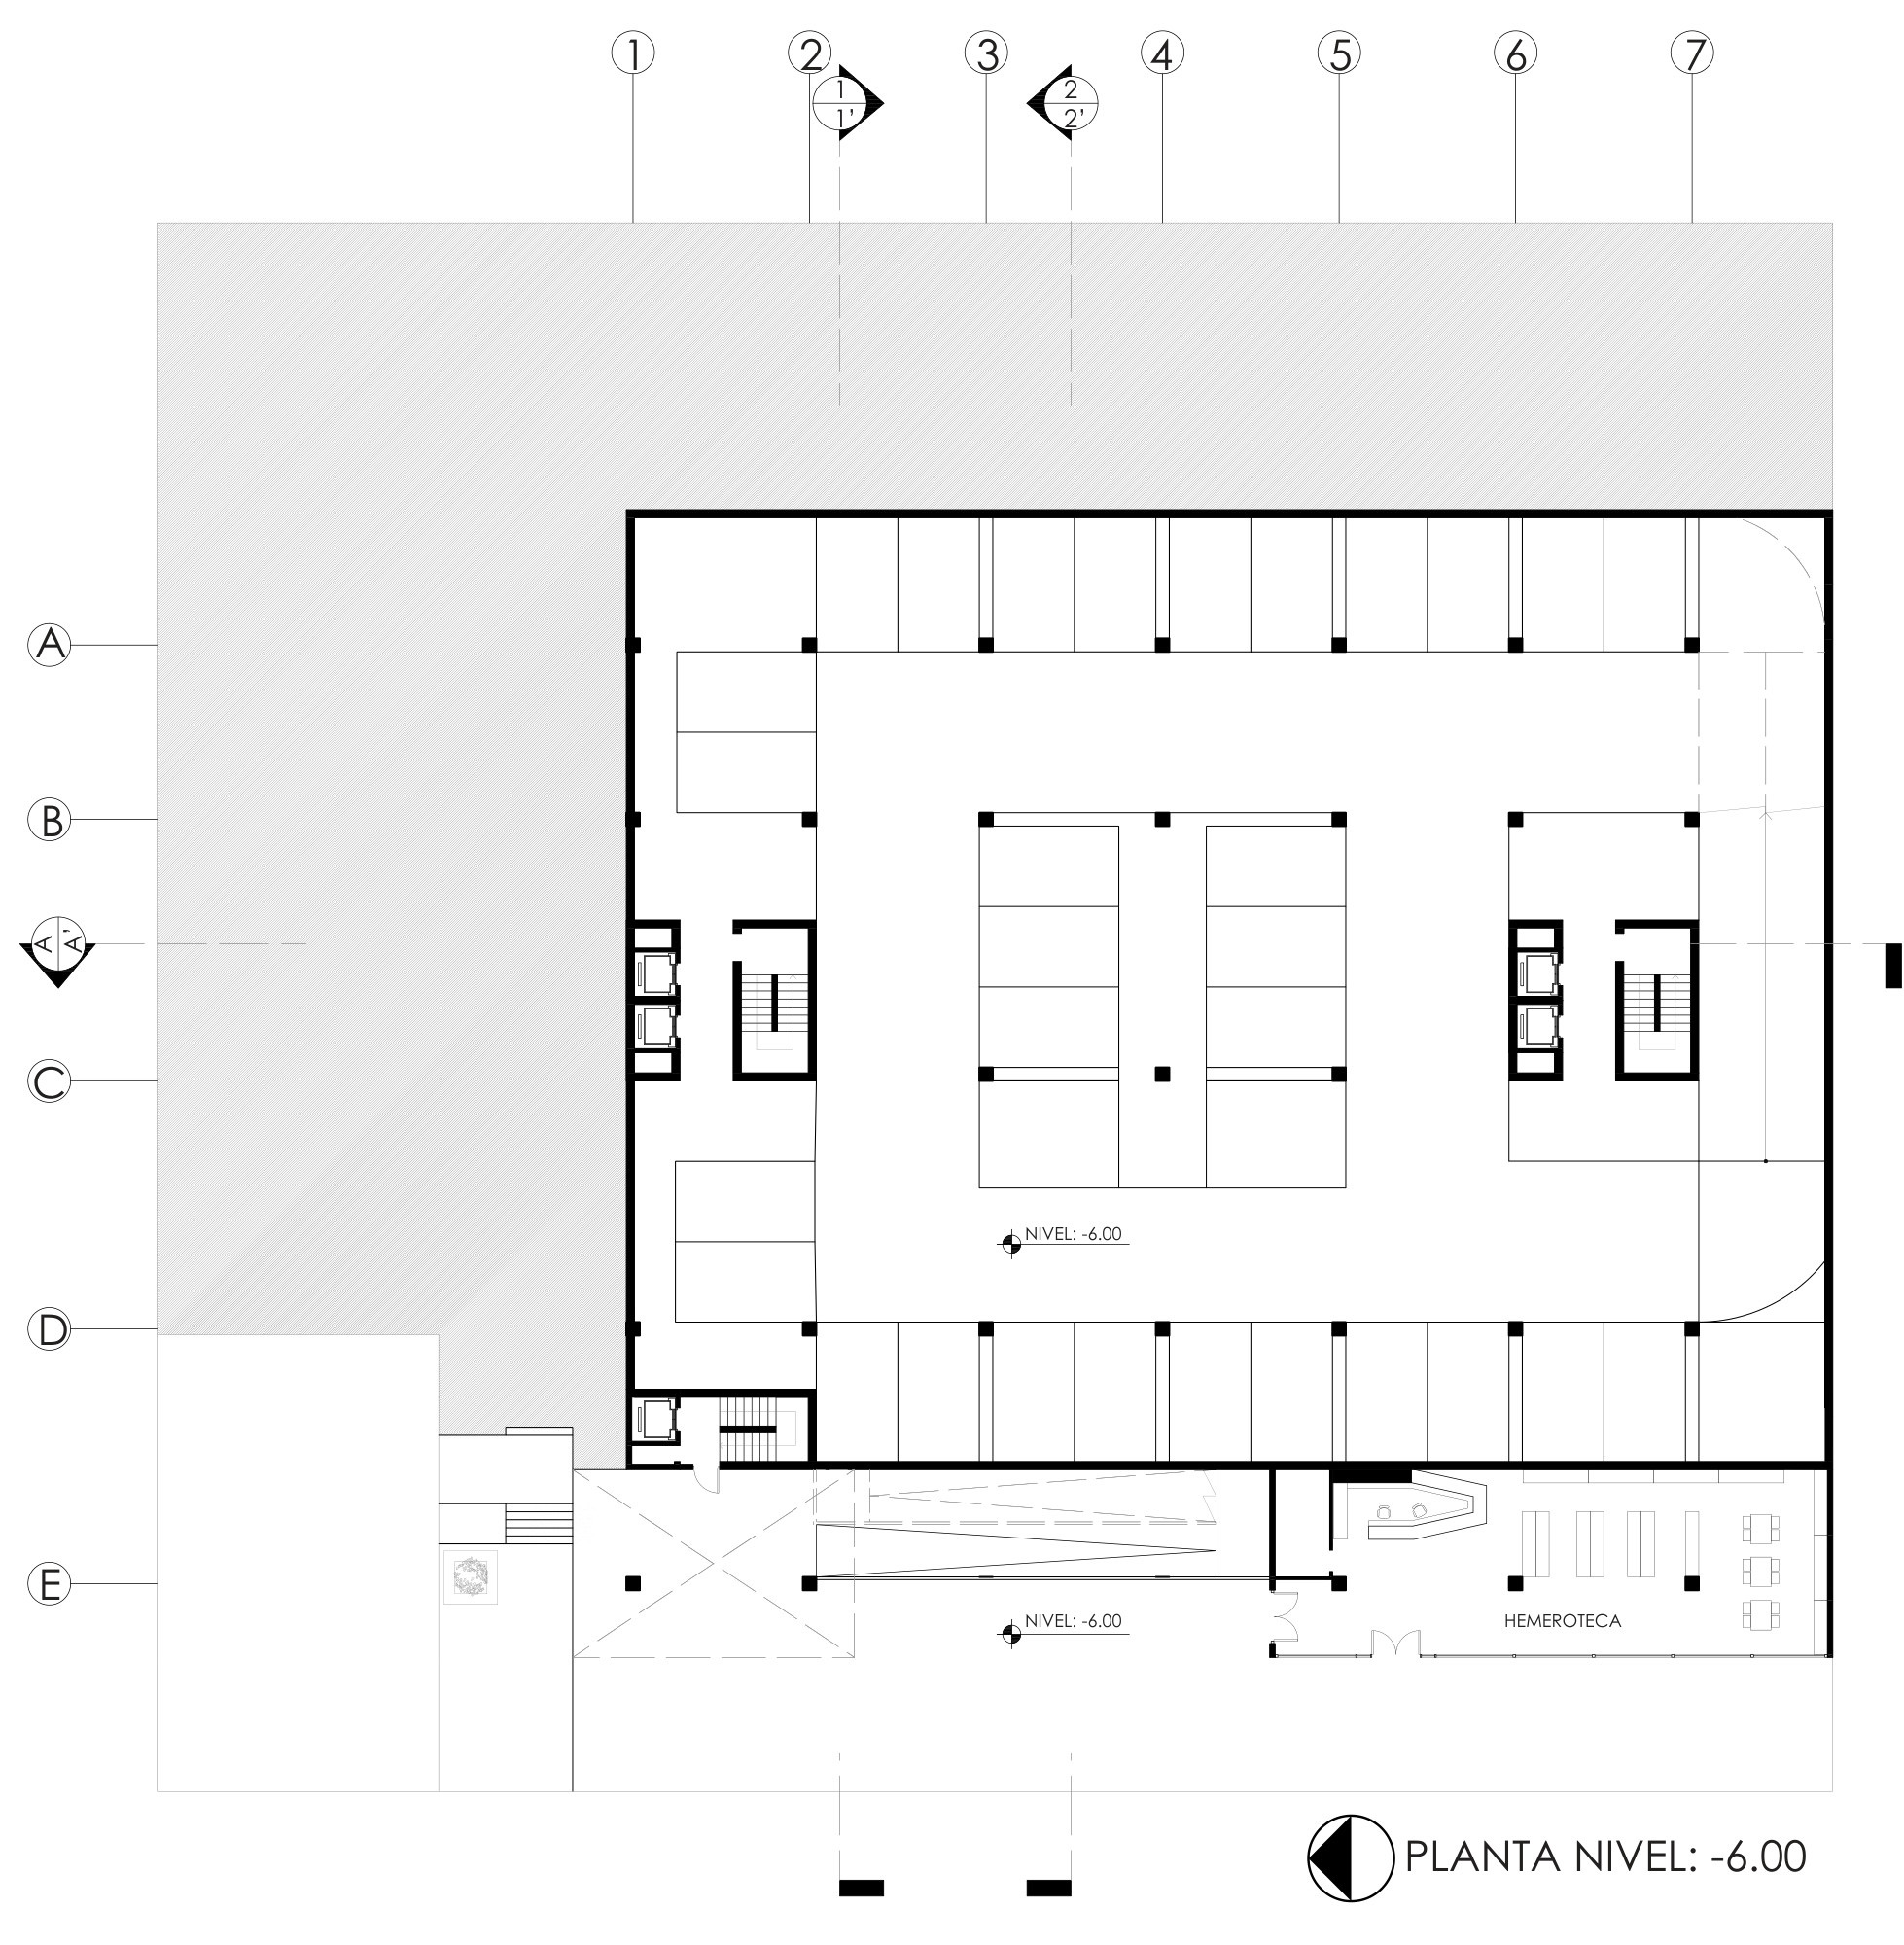 1 2 3 4 5 6 7
1 2
1' 2'
A
B
A A'
C
NIVEL: -6.00
D
E
NIVEL: -6.00
HEMEROTECA
PLANTA NIVEL: -6.00